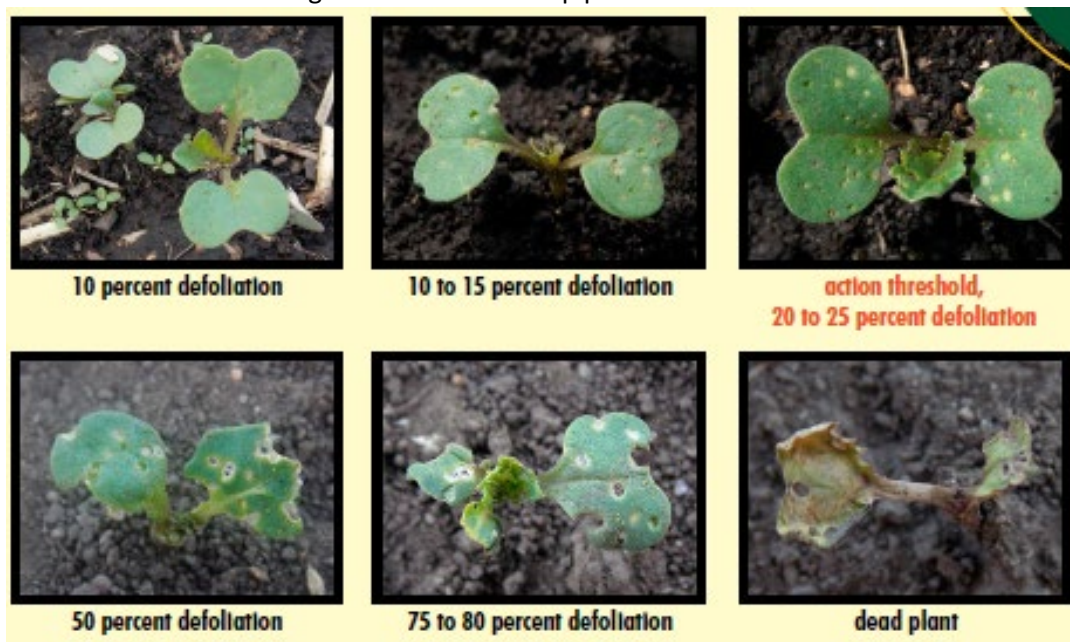 10 percent defoliation
10 to 15 percent defoliation
action threshold,
20 to 25 percent defoliation
50 percent defoliation
75 to 80 percent defoliation
dead plant